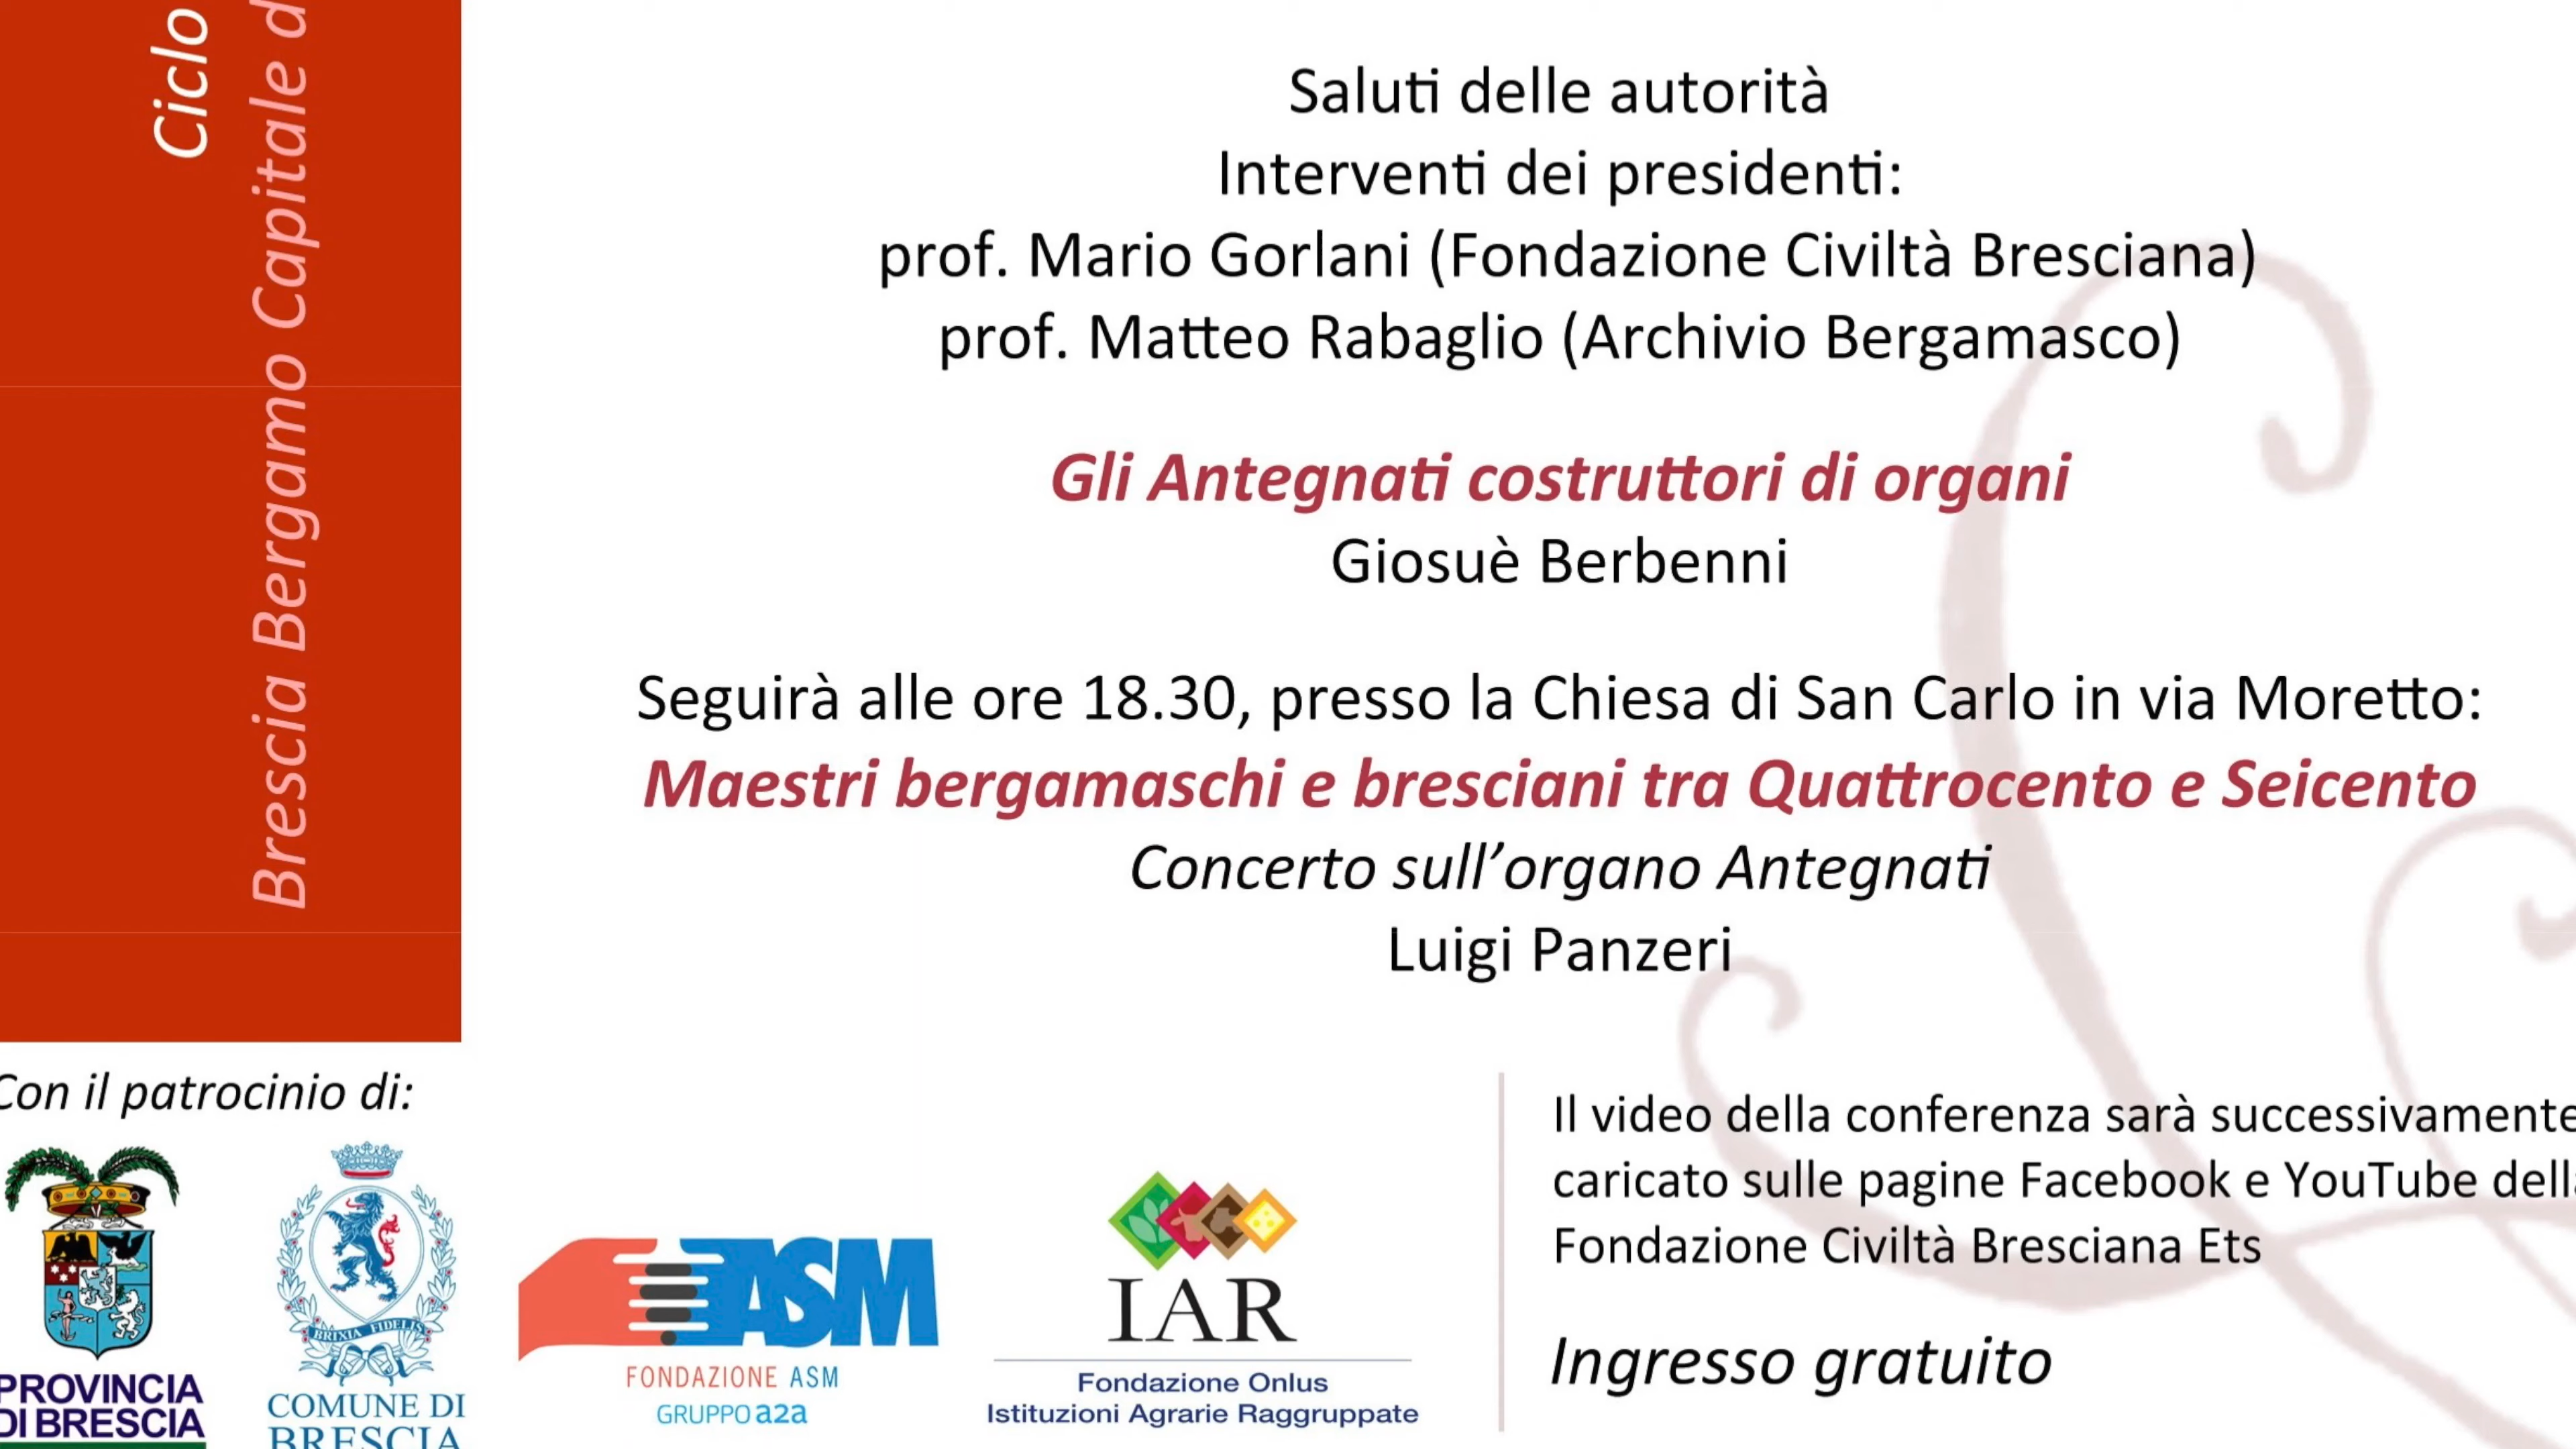 Ciclo
Brescia Bergamo Capitale d
Saluti delle autorità
Interventi dei presidenti:
prof. Mario Gorlani (Fondazione Civiltà Bresciana)
prof. Matteo Rabaglio (Archivio Bergamasco)
Gli Antegnati costruttori di organi
Giosuè Berbenni
Seguirà alle ore 18.30, presso la Chiesa di San Carlo in via Moretto:
Maestri bergamaschi e bresciani tra Quattrocento e Seicento
Concerto sull’organo Antegnati
Luigi Panzeri
Con il patrocinio di:
PROVINCIA
DI BRESCIA
BRIXIA FIDELIS
COMUNE DI
BRESCIA
ASM
FONDAZIONE ASM
GRUPPO a2a
IAR
Fondazione Onlus
Istituzioni Agrarie Raggruppate
Il video della conferenza sarà successivamente
caricato sulle pagine Facebook e YouTube della
Fondazione Civiltà Bresciana Ets
Ingresso gratuito